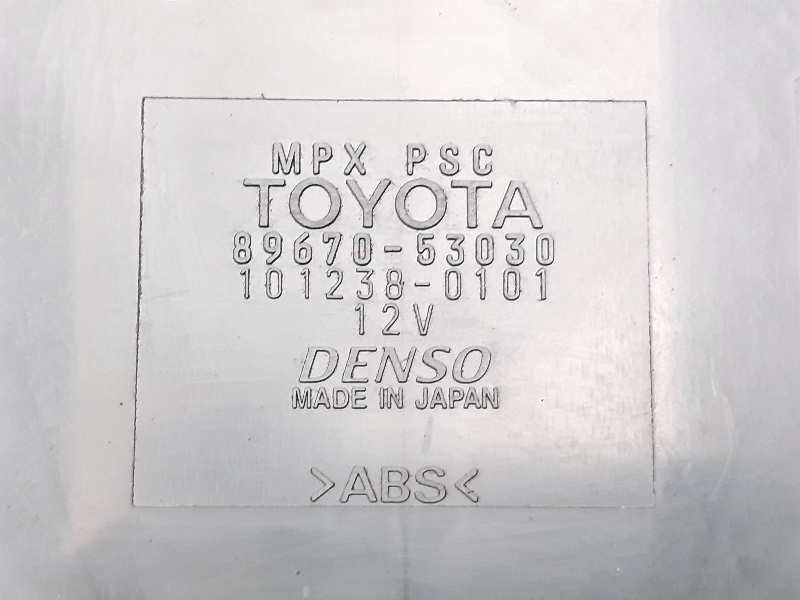 MPX PSC
TOYOTA
89670-53030
101238-0101
12V
DENSO
MADE IN JAPAN
>ABS<